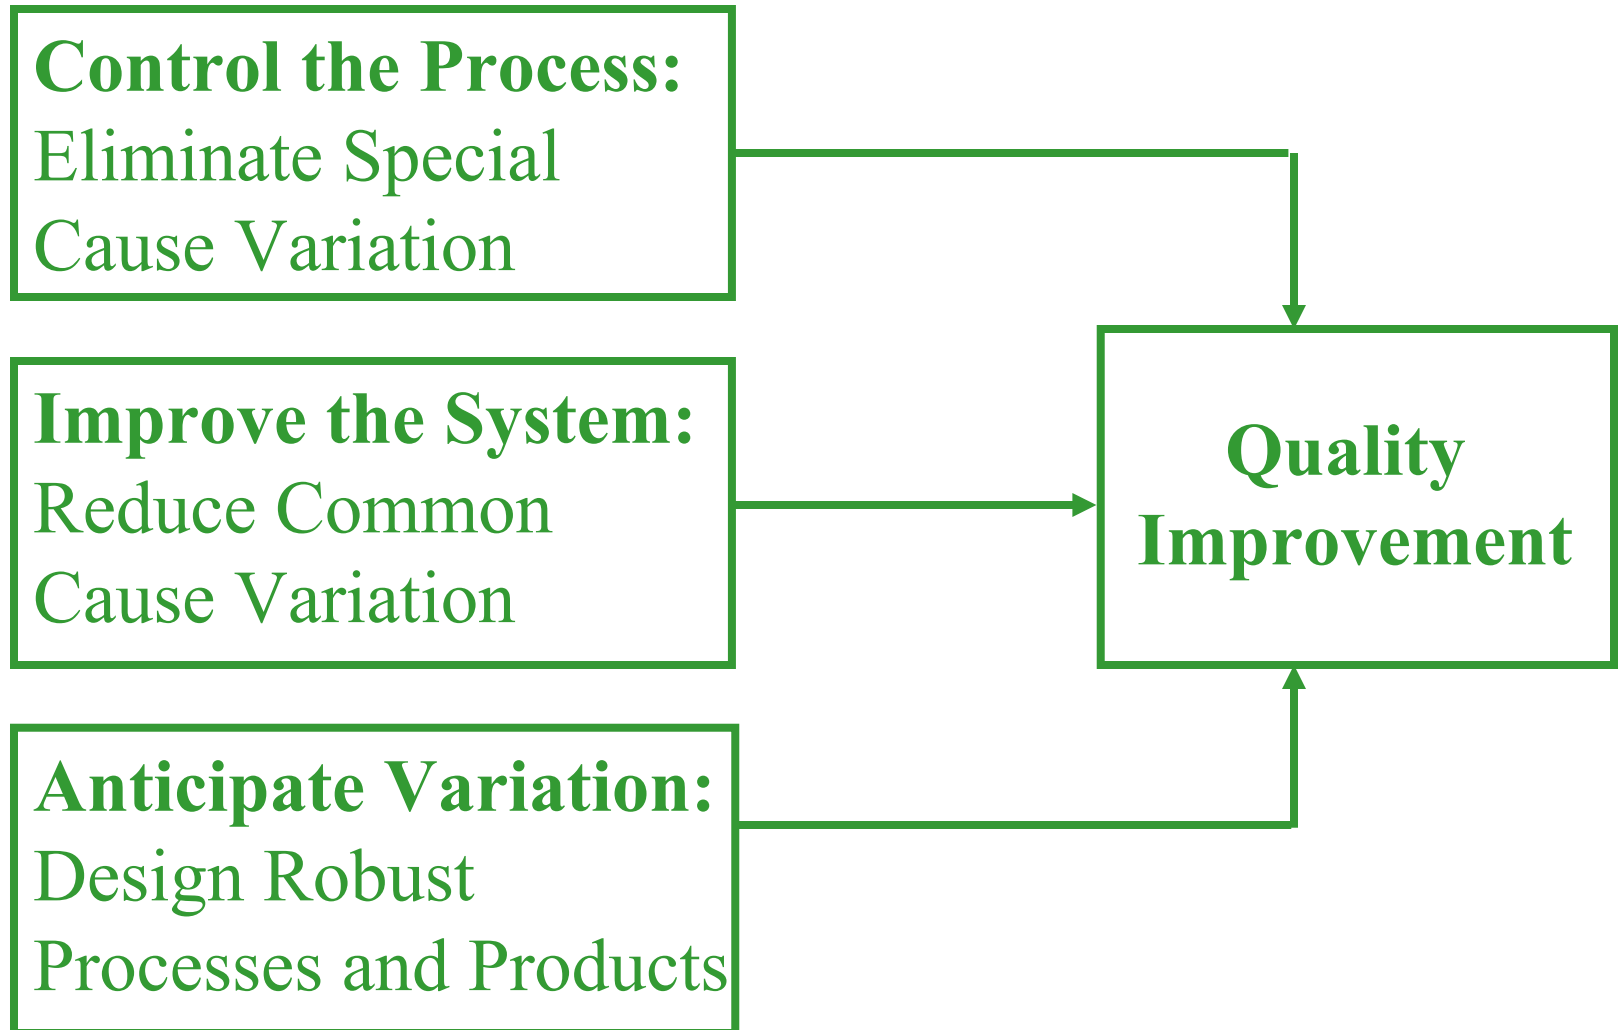 Control the Process:
Eliminate Special
Cause Variation
Improve the System:
Reduce Common
Cause Variation
Anticipate Variation:
Design Robust
Processes and Products
Quality
Improvement